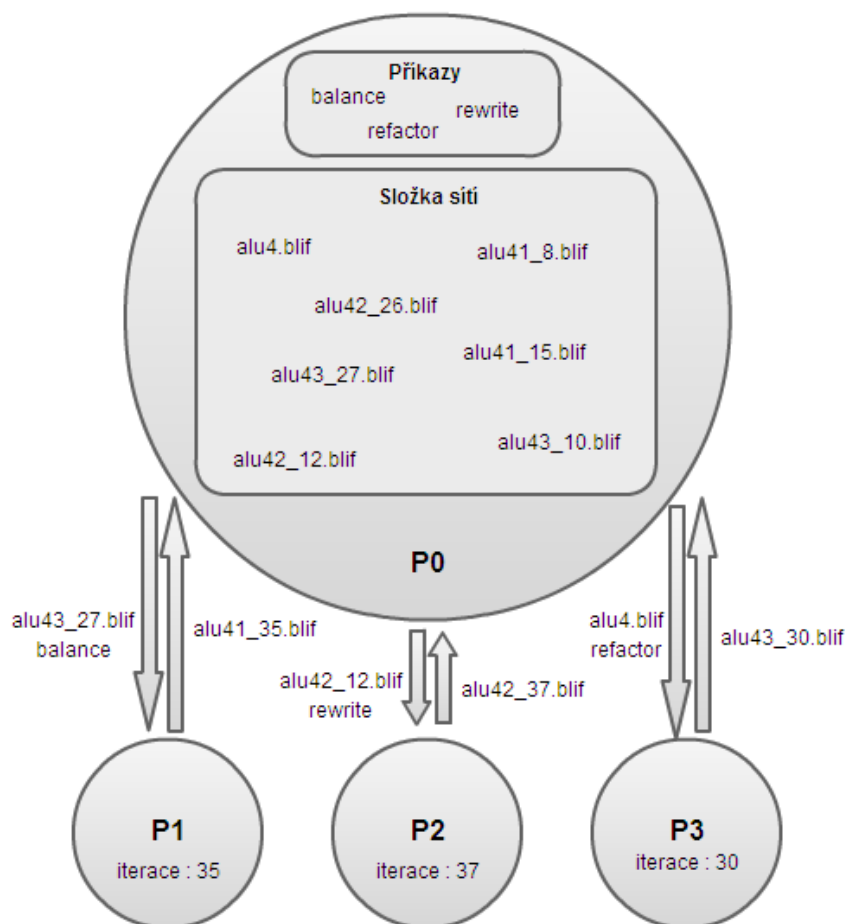 Příkazy
balance
rewrite
refactor
Složka sítí
alu4.blif
alu41_8.blif
alu42_26.blif
alu41_15.blif
alu43_27.blif
alu43_10.blif
alu42_12.blif
P0
alu43_27.blif
balance
alu41_35.blif
alu42_12.blif
rewrite
alu42_37.blif
alu4.blif
refactor
alu43_30.blif
P1
iterace : 35
P2
iterace : 37
P3
iterace : 30